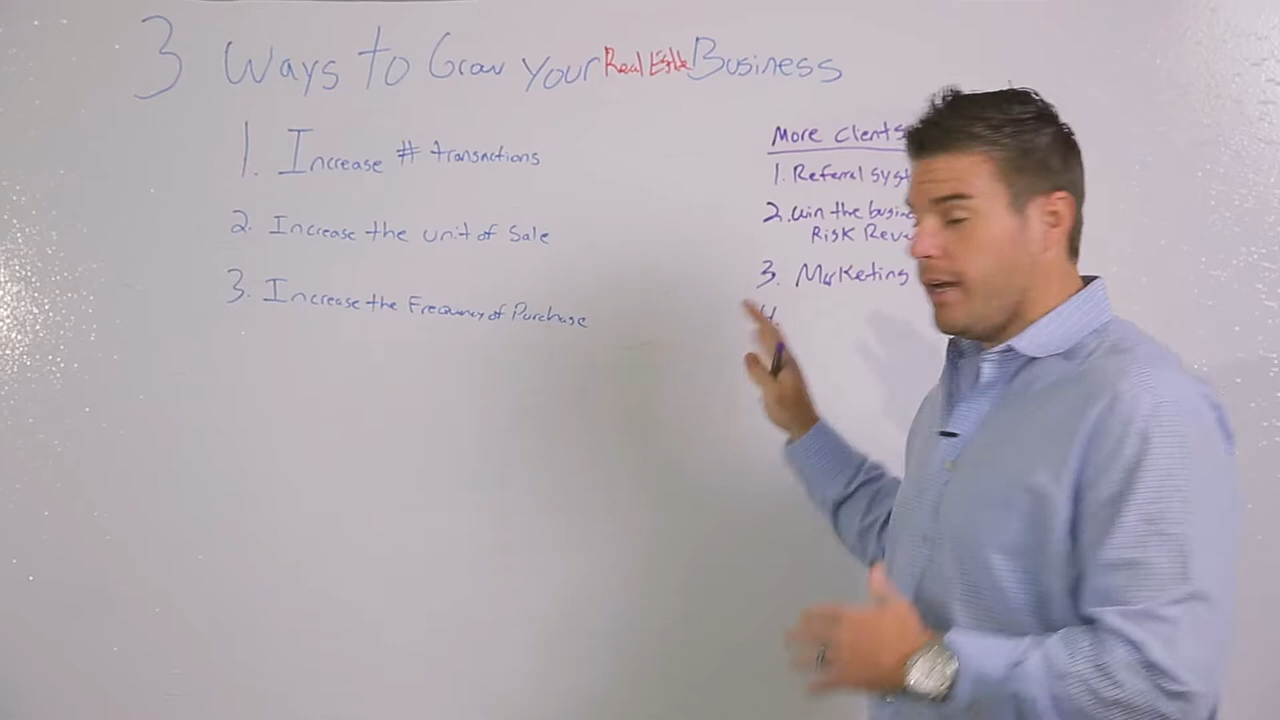 3 Ways to Grow Your Real Estate Business
1. Increase # transactions
2. Increase the unit of Sale
3. Increase the Frequency of Purchase
More Clients
1. Referral syst
2. win the busine
Risk Reve
3. Marketing
4.